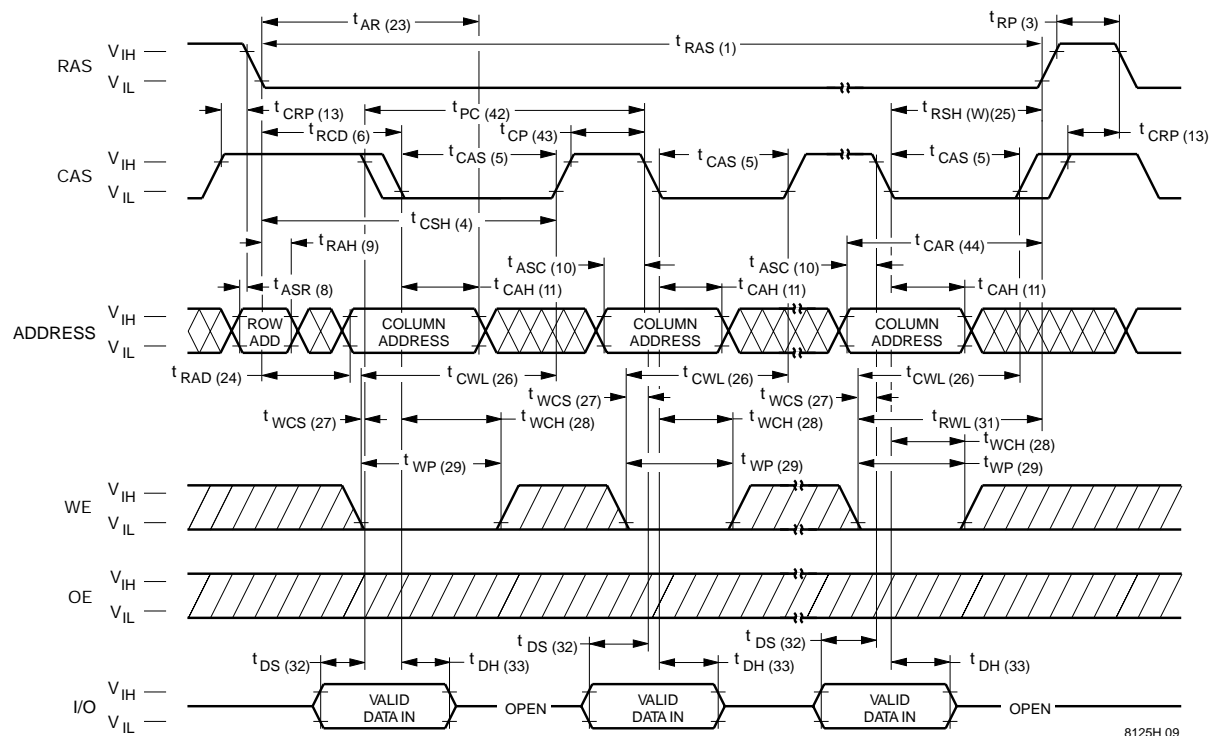 t AR (23)
t RP (3)
t RAS (1)
RAS
V IH
V IL
t CRP (13)
t PC (42)
t RSH (W)(25)
t RCD (6)
t CP (43)
t CRP (13)
CAS
V IH
V IL
t CAS (5)
t CAS (5)
t CAS (5)
t CSH (4)
t RAH (9)
t CAR (44)
t ASC (10)
t ASC (10)
t ASR (8)
t CAH (11)
t CAH (11)
t CAH (11)
ADDRESS
V IH
V IL
ROW ADD
COLUMN ADDRESS
COLUMN ADDRESS
COLUMN ADDRESS
t RAD (24)
t CWL (26)
t CWL (26)
t CWL (26)
t WCS (27)
t WCS (27)
t WCS (27)
t WCH (28)
t WCH (28)
t RWL (31)
t WCH (28)
t WP (29)
t WP (29)
t WP (29)
WE
V IH
V IL
OE
V IH
V IL
t DS (32)
t DS (32)
t DS (32)
t DH (33)
t DH (33)
t DH (33)
I/O
V IH
V IL
VALID DATA IN
OPEN
VALID DATA IN
VALID DATA IN
OPEN
8125H 09